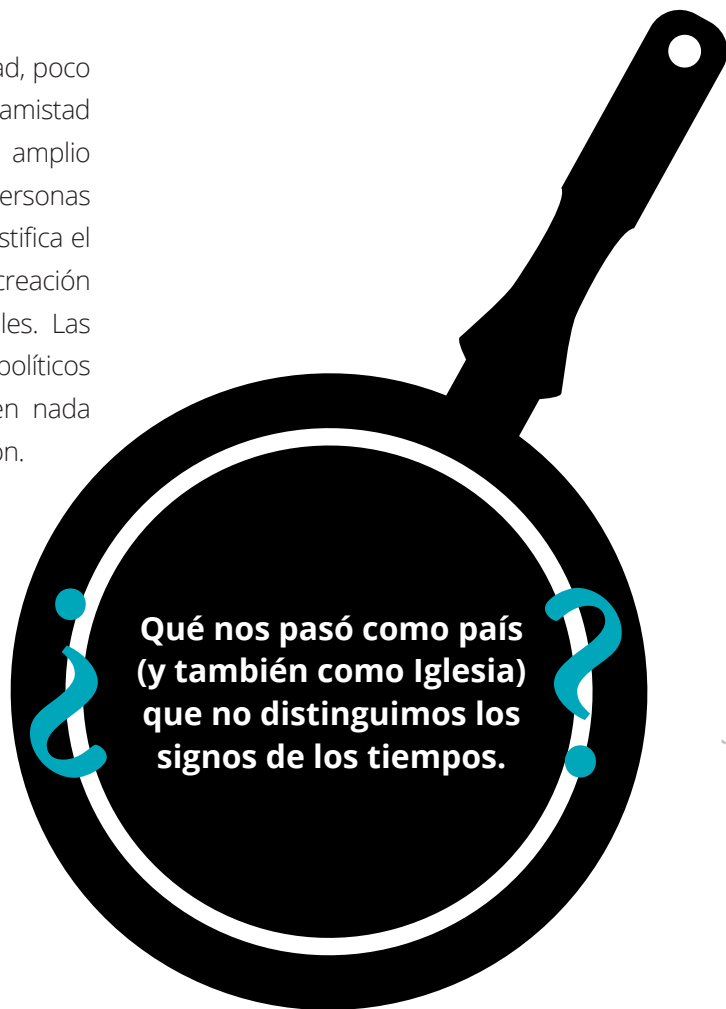 ad, poco
amistad
amplio
ersonas
stifica el
creación
les. Las
políticos
en nada
on.
¿
Qué nos pasó como país
(y también como Iglesia)
que no distinguimos los
signos de los tiempos.
?